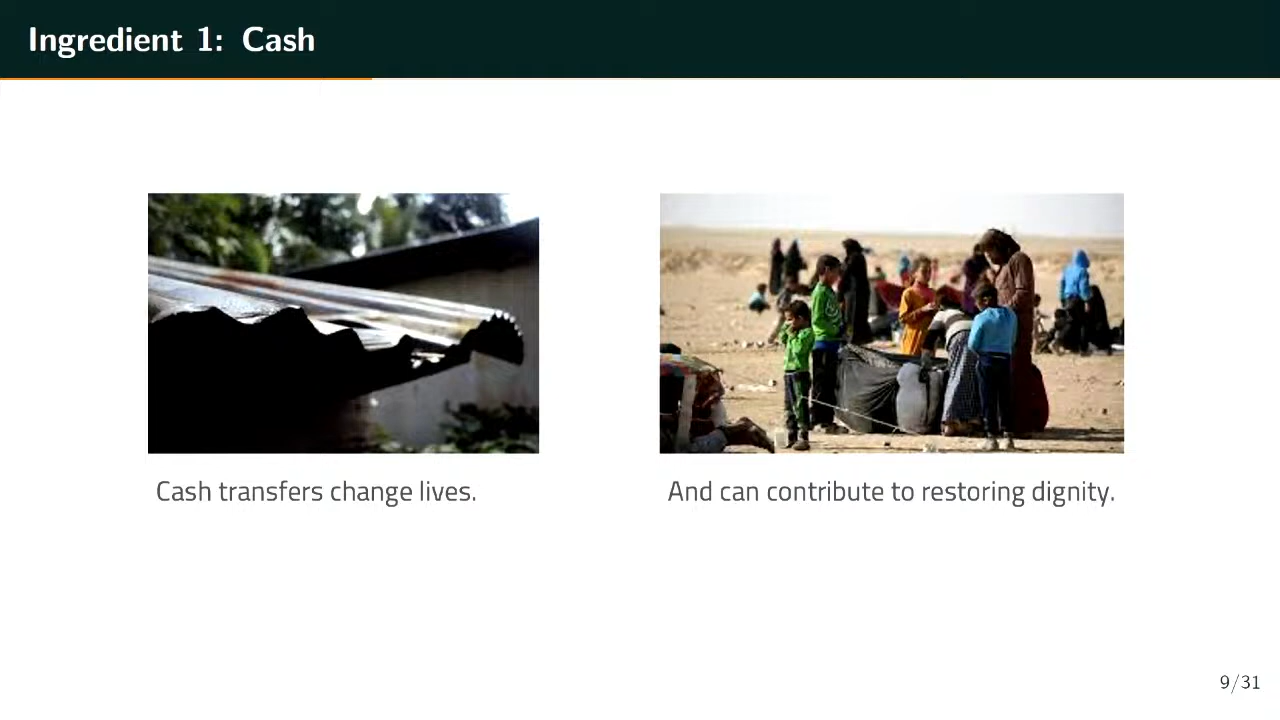 Ingredient 1: Cash
Cash transfers change lives.
And can contribute to restoring dignity.
9/31